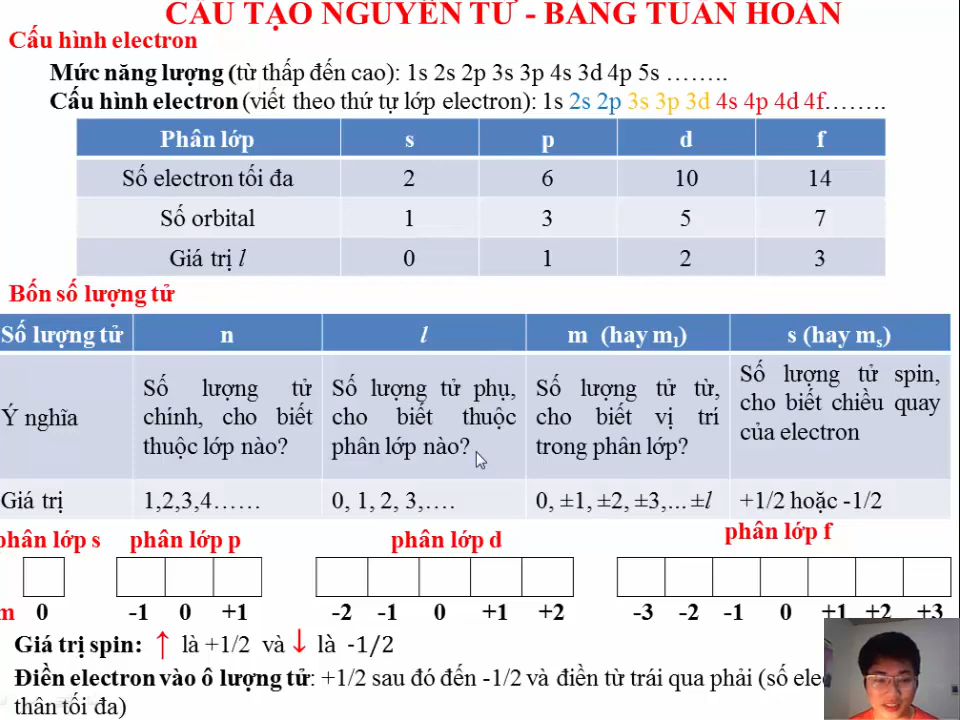 CẤU TẠO NGUYÊN TỬ - BẢNG TUẦN HOÀN
Cấu hình electron
Mức năng lượng (từ thấp đến cao): 1s 2s 2p 3s 3p 4s 3d 4p 5s ……..
Cấu hình electron (viết theo thứ tự lớp electron): 1s 2s 2p 3s 3p 3d 4s 4p 4d 4f……..
Phân lớp s p d f
Số electron tối đa 2 6 10 14
Số orbital 1 3 5 7
Giá trị l 0 1 2 3
Bốn số lượng tử
Số lượng tử n l m (hay ml) s (hay ms)
Ý nghĩa
Số lượng tử
chính, cho biết
thuộc lớp nào?
Số lượng tử phụ,
cho biết thuộc
phân lớp nào?
Số lượng tử từ,
cho biết vị trí
trong phân lớp?
Số lượng tử spin,
cho biết chiều quay
của electron
Giá trị 1,2,3,4…… 0, 1, 2, 3,…. 0, ±1, ±2, ±3,... ±l +1/2 hoặc -1/2
phân lớp s phân lớp p phân lớp d phân lớp f
m 0 -1 0 +1 -2 -1 0 +1 +2 -3 -2 -1 0 +1 +2 +3
Giá trị spin: ↑ là +1/2 và ↓ là -1/2
Điền electron vào ô lượng tử: +1/2 sau đó đến -1/2 và điền từ trái qua phải (số
thân tối đa)